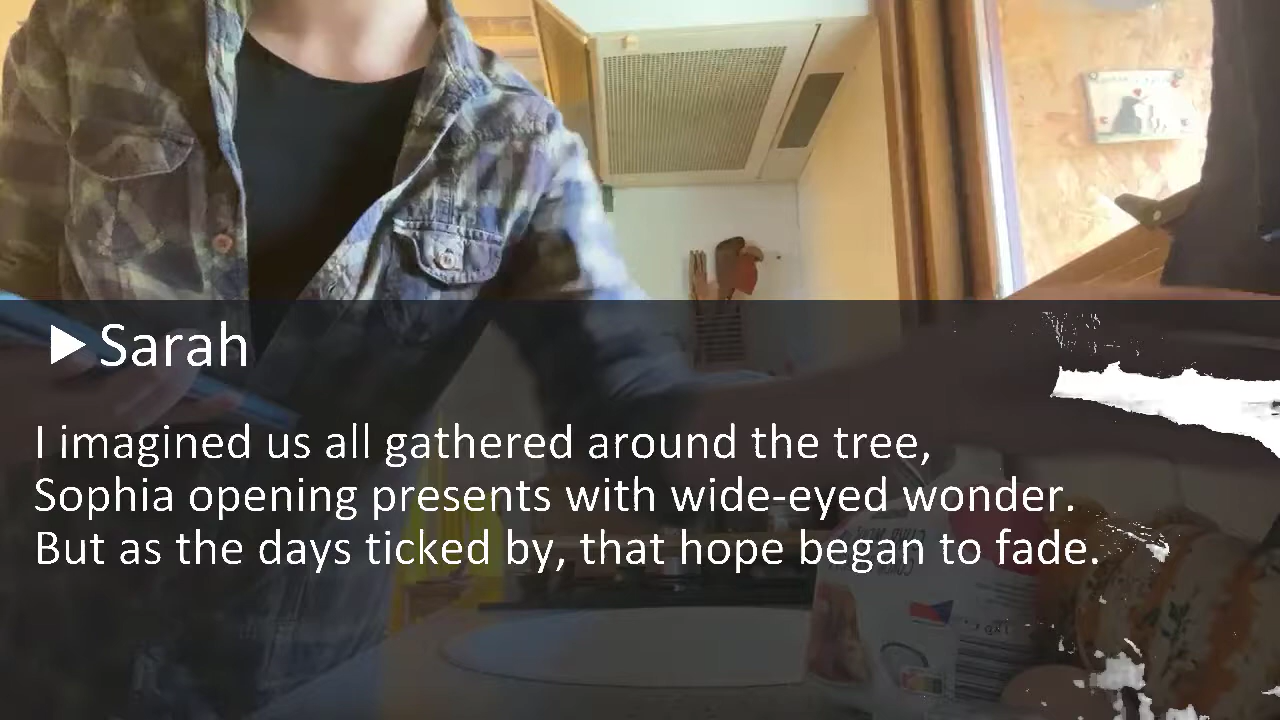 Sarah
I imagined us all gathered around the tree,
Sophia opening presents with wide-eyed wonder.
But as the days ticked by, that hope began to fade.